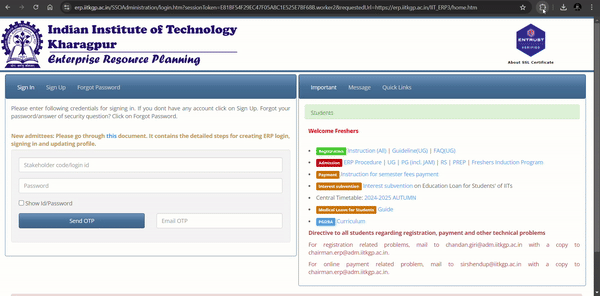 erp.iitkgp.ac.in/SSOAdministration/login.htm?sessionToken=E81BF54F29EC47F05A8C1E525E7BF68B.worker2&requestedUrl=https://erp.iitkgp.ac.in/IIT_ERP3/home.htm
Indian Institute of Technology
Kharagpur
Enterprise Resource Planning
ENTRUST
VERIFIED
About SSL Certificate
Sign In Sign Up Forgot Password
Please enter following credentials for signing in. If you dont have any account click on Sign Up. Forgot your
password/answer of security question? Click on Forgot Password.
New admittees: Please go through this document. It contains the detailed steps for creating ERP login,
signing in and updating profile.
Stakeholder code/login id
Password
Show Id/Password
Send OTP
Email OTP
Important Message Quick Links
Students
Welcome Freshers
Registration Instruction (All) | Guideline(UG) | FAQ(UG)
Admission ERP Procedure | UG | PG (incl. JAM) | RS | PREP | Freshers Induction Program
Payment Instruction for semester fees payment
Interest subvention Interest subvention on Education Loan for Students' of IITs
Central Timetable: 2024-2025 AUTUMN
Medical Loans for Students Guide
Curriculum
Directive to all students regarding registration, payment and other technical problems
For registration related problems, mail to chandan.giri@adm.iitkgp.ac.in with a copy to
chairman.erp@adm.iitkgp.ac.in.
For online payment related problem, mail to sirshendup@iitkgp.ac.in with a copy to
chairman.erp@adm.iitkgp.ac.in.